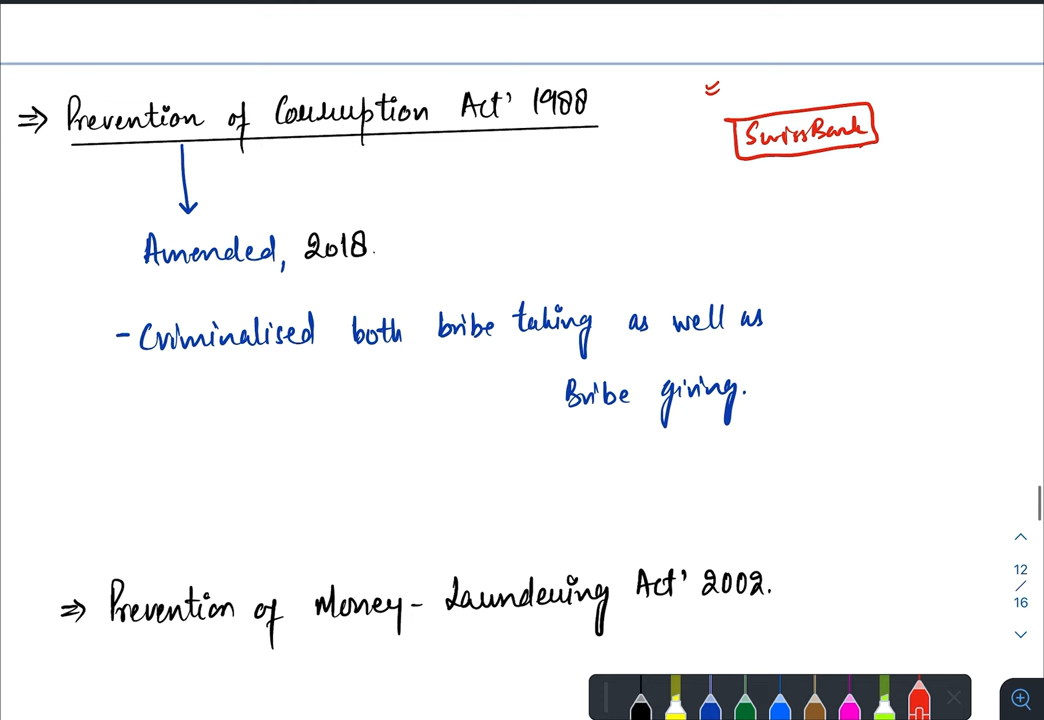 ⇒ Prevention of Corruption Act' 1988
SwissBank
Amended, 2018.
- Criminalised both bribe taking as well as
Bribe giving.
⇒ Prevention of Money- Laundering Act' 2002.
12
/
16